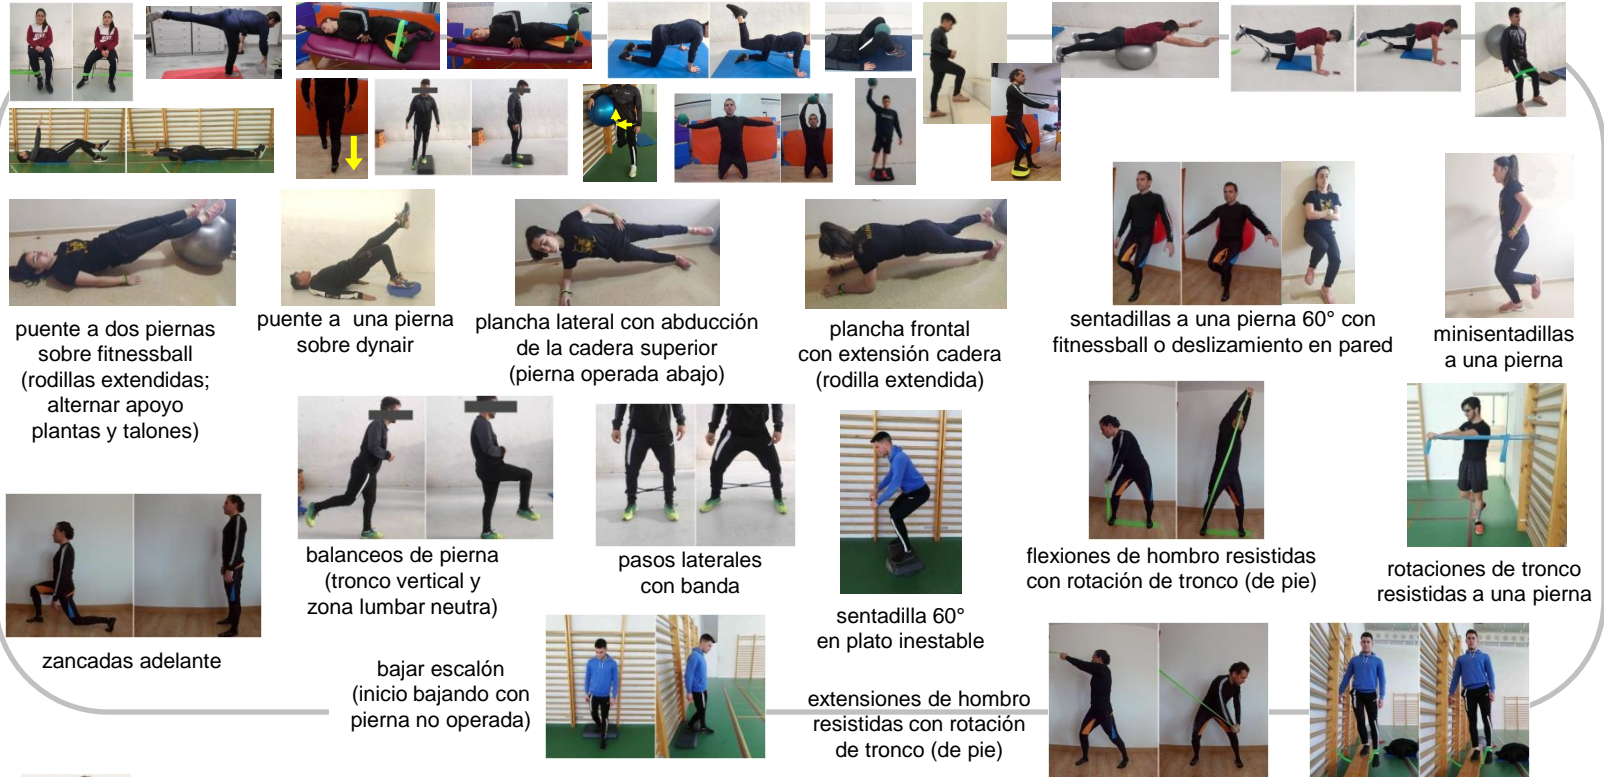 puente a dos piernas
sobre fitnessball
(rodillas extendidas;
alternar apoyo
plantas y talones)
puente a una pierna
sobre dynair
plancha lateral con abducción
de la cadera superior
(pierna operada abajo)
plancha frontal
con extensión cadera
(rodilla extendida)
sentadillas a una pierna 60° con
fitnessball o deslizamiento en pared
minisentadillas
a una pierna
zancadas adelante
balanceos de pierna
(tronco vertical y
zona lumbar neutra)
pasos laterales
con banda
sentadilla 60°
en plato inestable
flexiones de hombro resistidas
con rotación de tronco (de pie)
rotaciones de tronco
resistidas a una pierna
bajar escalón
(inicio bajando con
pierna no operada)
extensiones de hombro
resistidas con rotación
de tronco (de pie)